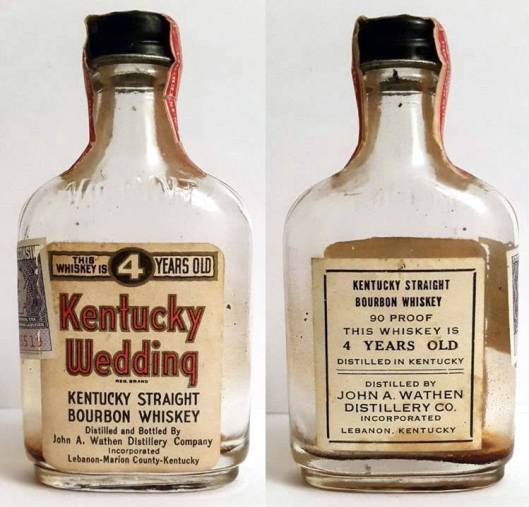 THIS
WHISKEY IS 4 YEARS OLD
Kentucky
Wedding
REG. BRAND
KENTUCKY STRAIGHT
BOURBON WHISKEY
Distilled and Bottled By
John A. Wathen Distillery Company
Incorporated
Lebanon-Marion County-Kentucky
KENTUCKY STRAIGHT
BOURBON WHISKEY
90 PROOF
THIS WHISKEY IS
4 YEARS OLD
DISTILLED IN KENTUCKY
DISTILLED BY
JOHN A. WATHEN
DISTILLERY CO.
INCORPORATED
LEBANON, KENTUCKY